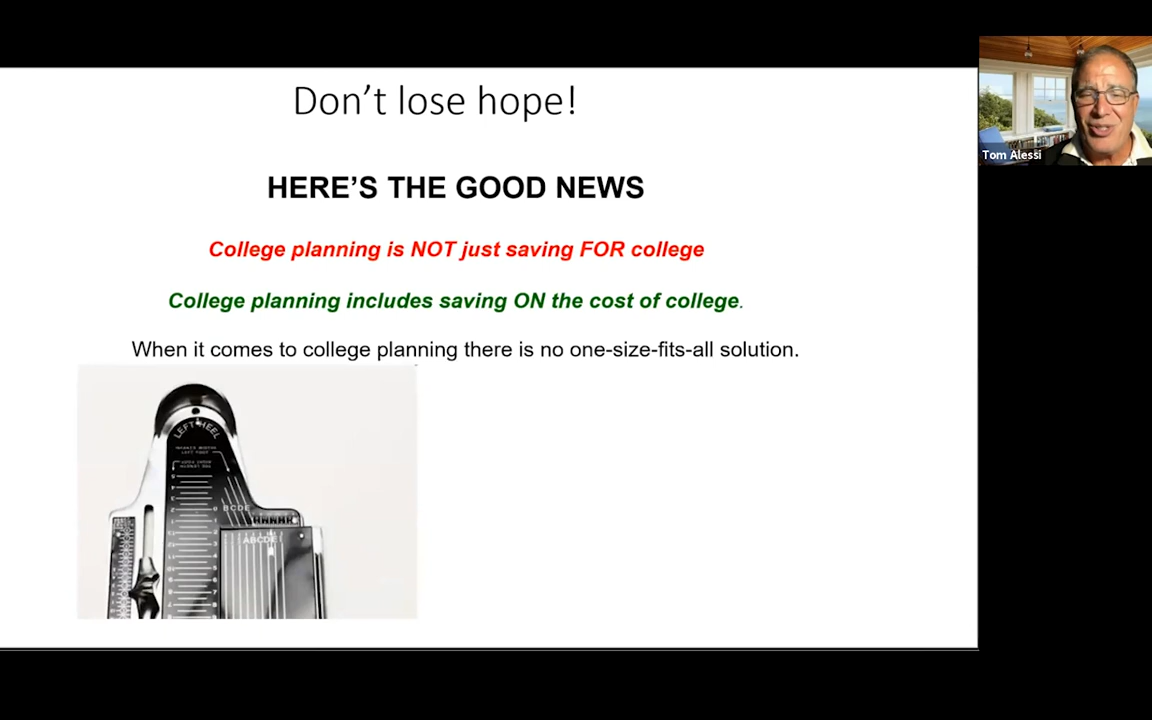 Don't lose hope!
HERE'S THE GOOD NEWS
College planning is NOT just saving FOR college
College planning includes saving ON the cost of college.
When it comes to college planning there is no one-size-fits-all solution.
Tom Alessi
LEFT HEEL
BCDE
ABCDE